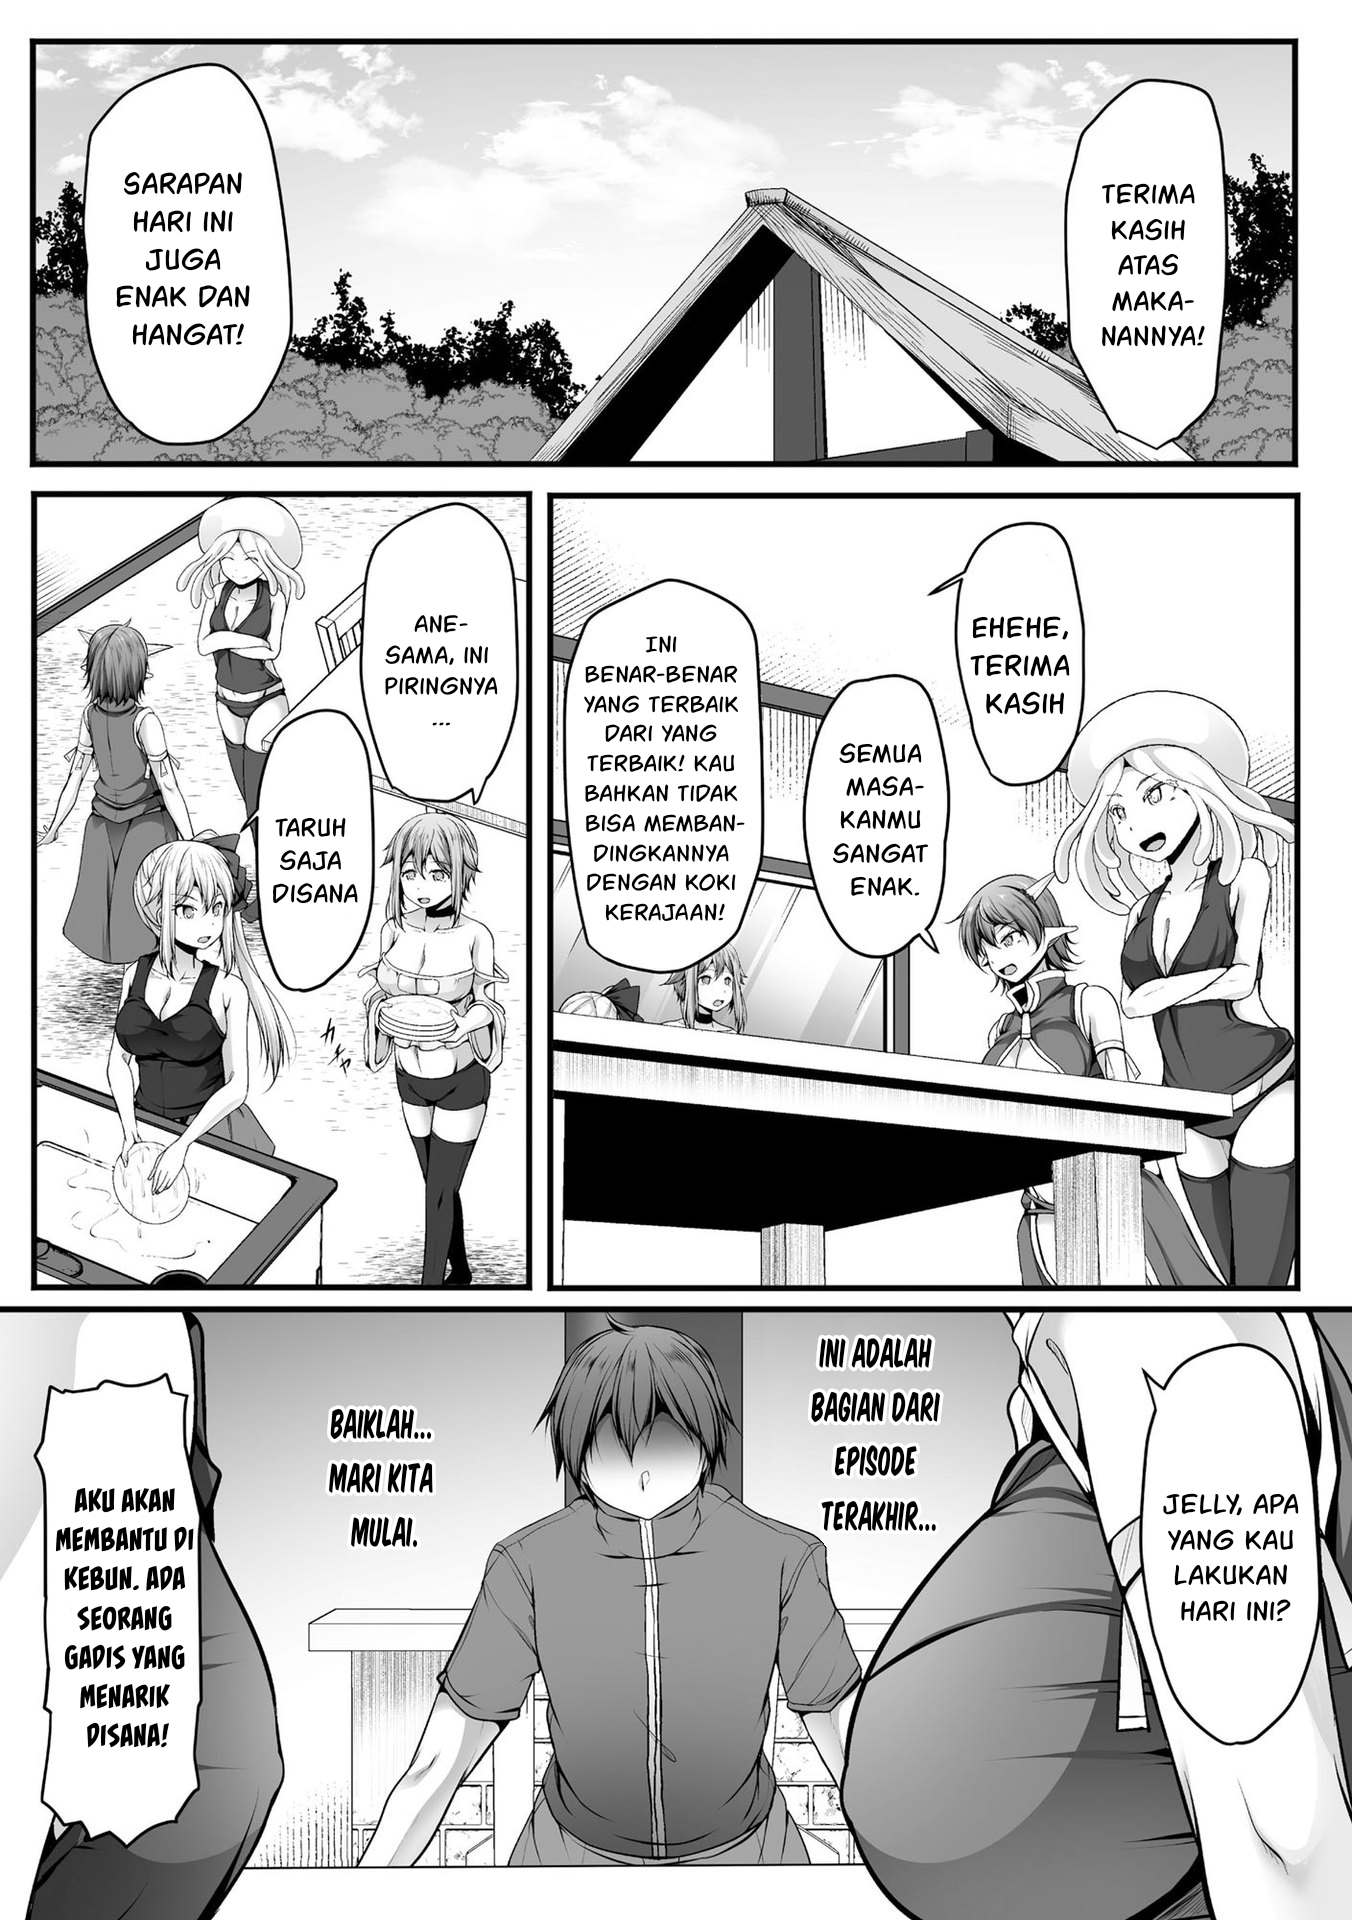 TERIMA
KASIH
ATAS
MAKA-
NANNYA!
SARAPAN
HARI INI
JUGA
ENAK DAN
HANGAT!
EHEHE,
TERIMA
KASIH
SEMUA
MASA-
KANMU
SANGAT
ENAK.
INI
BENAR-BENAR
YANG TERBAIK
DARI YANG
TERBAIK! KAU
BAHKAN TIDAK
BISA MEMBAN-
DINGKANNYA
DENGAN KOKI
KERAJAAN!
ANE-
SAMA, INI
PIRINGNYA
...
TARUH
SAJA
DISANA
JELLY, APA
YANG KAU
LAKUKAN
HARI INI?
INI ADALAH
BAGIAN DARI
EPISODE
TERAKHIR...
BAIKLAH...
MARI KITA
MULAI.
AKU AKAN
MEMBANTU DI
KEBUN. ADA
SEORANG
GADIS YANG
MENARIK
DISANA!